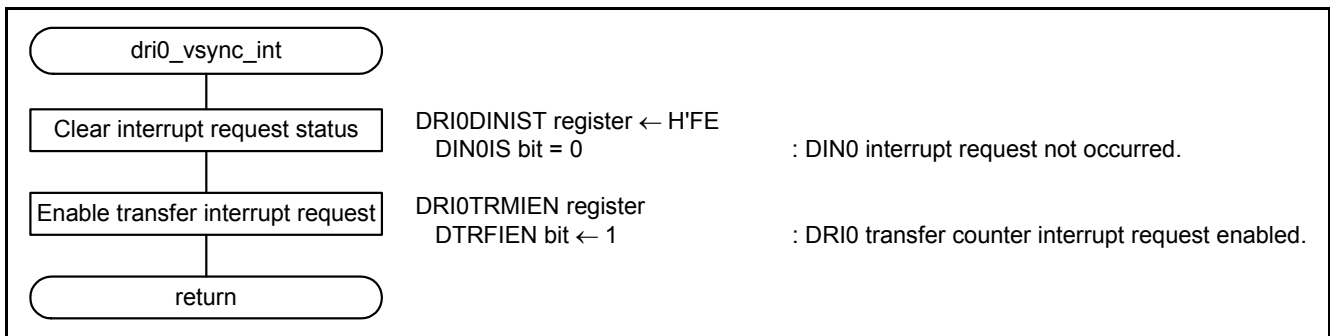 dri0_vsync_int
Clear interrupt request status
DRI0DINIST register ← H'FE
DIN0IS bit = 0 : DIN0 interrupt request not occurred.
Enable transfer interrupt request
DRI0TRMIEN register
DTRFIEN bit ← 1 : DRI0 transfer counter interrupt request enabled.
return